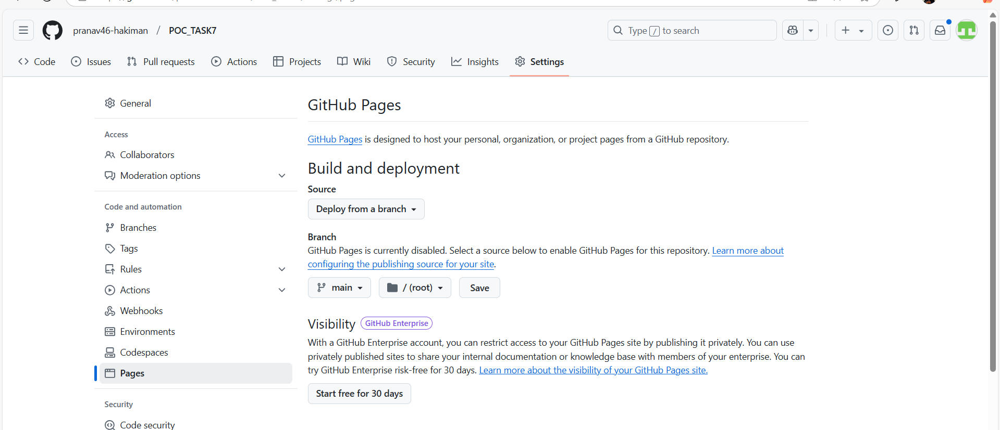 pranav46-hakiman / POC_TASK7
Type / to search
Code Issues Pull requests Actions Projects Wiki Security Insights Settings
General
Access
Collaborators
Moderation options
Code and automation
Branches
Tags
Rules
Actions
Webhooks
Environments
Codespaces
Pages
Security
Code security
GitHub Pages
GitHub Pages is designed to host your personal, organization, or project pages from a GitHub repository.
Build and deployment
Source
Deploy from a branch
Branch
GitHub Pages is currently disabled. Select a source below to enable GitHub Pages for this repository. Learn more about
configuring the publishing source for your site.
main / (root) Save
Visibility GitHub Enterprise
With a GitHub Enterprise account, you can restrict access to your GitHub Pages site by publishing it privately. You can use
privately published sites to share your internal documentation or knowledge base with members of your enterprise. You can
try GitHub Enterprise risk-free for 30 days. Learn more about the visibility of your GitHub Pages site.
Start free for 30 days